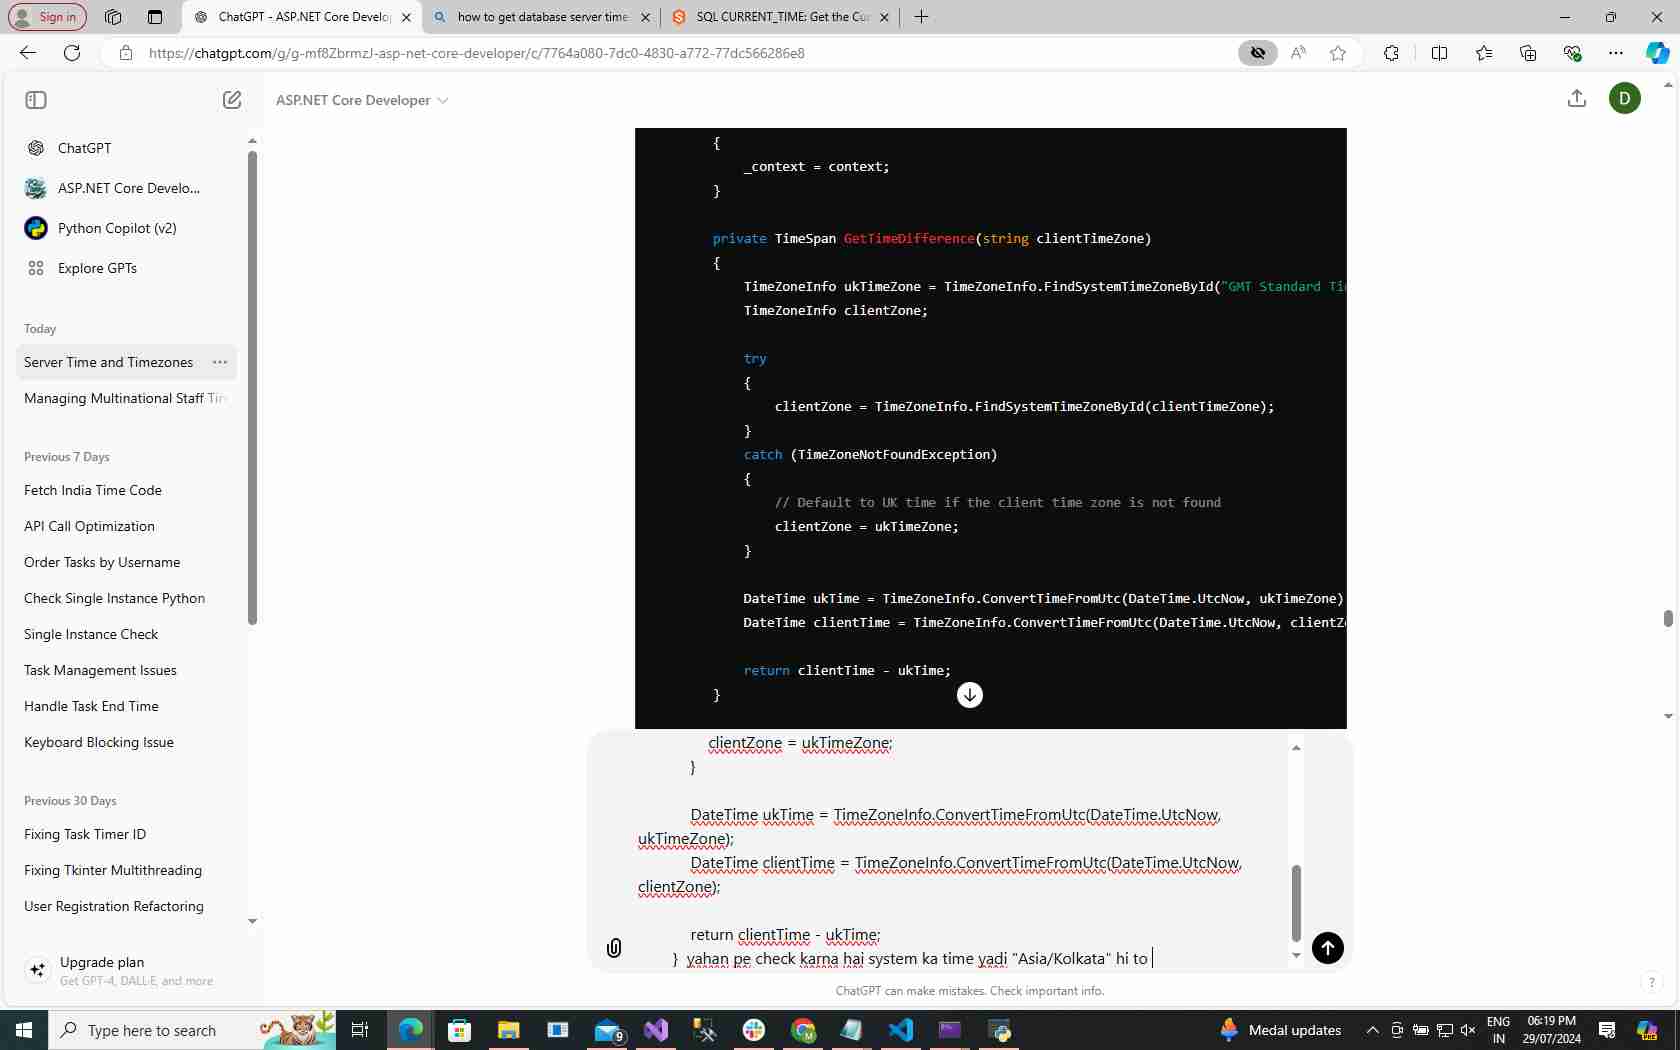 Sign in
ChatGPT - ASP.NET Core Develo
how to get database server time
SQL CURRENT_TIME: Get the Cur
https://chatgpt.com/g/g-mf8ZbrmzJ-asp-net-core-developer/c/7764a080-7dc0-4830-a772-77dc566286e8
ASP.NET Core Developer
D
ChatGPT
ASP.NET Core Develo...
Python Copilot (v2)
Explore GPTs
Today
Server Time and Timezones
Managing Multinational Staff Tim
Previous 7 Days
Fetch India Time Code
API Call Optimization
Order Tasks by Username
Check Single Instance Python
Single Instance Check
Task Management Issues
Handle Task End Time
Keyboard Blocking Issue
Previous 30 Days
Fixing Task Timer ID
Fixing Tkinter Multithreading
User Registration Refactoring
Upgrade plan
Get GPT-4, DALL·E, and more
{
_context = context;
}
private TimeSpan GetTimeDifference(string clientTimeZone)
{
TimeZoneInfo ukTimeZone = TimeZoneInfo.FindSystemTimeZoneById("GMT Standard Ti
TimeZoneInfo clientZone;
try
{
clientZone = TimeZoneInfo.FindSystemTimeZoneById(clientTimeZone);
}
catch (TimeZoneNotFoundException)
{
// Default to UK time if the client time zone is not found
clientZone = ukTimeZone;
}
DateTime ukTime = TimeZoneInfo.ConvertTimeFromUtc(DateTime.UtcNow, ukTimeZone)
DateTime clientTime = TimeZoneInfo.ConvertTimeFromUtc(DateTime.UtcNow, clientZ
return clientTime - ukTime;
}
clientZone = ukTimeZone;
}
DateTime ukTime = TimeZoneInfo.ConvertTimeFromUtc(DateTime.UtcNow,
ukTimeZone);
DateTime clientTime = TimeZoneInfo.ConvertTimeFromUtc(DateTime.UtcNow,
clientZone);
return clientTime - ukTime;
} yahan pe check karna hai system ka time yadi "Asia/Kolkata" hi to
ChatGPT can make mistakes. Check important info.
?
Type here to search
9
Medal updates
ENG
IN
06:19 PM
29/07/2024